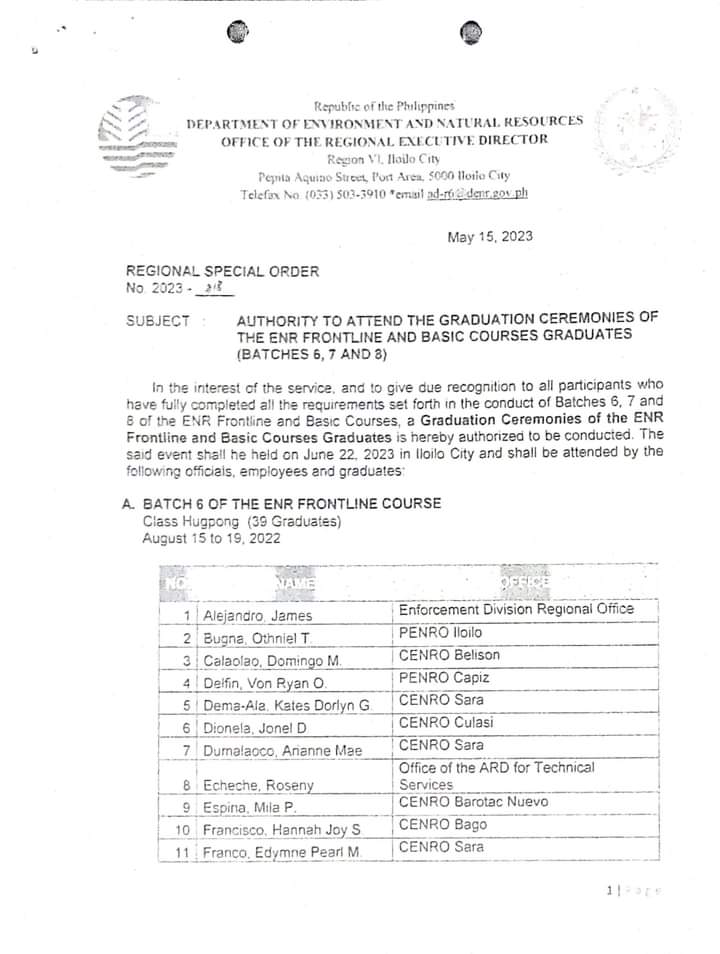 Republic of the Philippines
DEPARTMENT OF ENVIRONMENT AND NATURAL RESOURCES
OFFICE OF THE REGIONAL EXECUTIVE DIRECTOR
Region VI, Iloilo City
Pepita Aquino Street, Port Area, 5000 Iloilo City
Telefax No. (033) 503-3910 *email ad-r6@denr.gov.ph
May 15, 2023
REGIONAL SPECIAL ORDER
No. 2023 -
SUBJECT : AUTHORITY TO ATTEND THE GRADUATION CEREMONIES OF
THE ENR FRONTLINE AND BASIC COURSES GRADUATES
(BATCHES 6, 7 AND 8)
In the interest of the service, and to give due recognition to all participants who
have fully completed all the requirements set forth in the conduct of Batches 6, 7 and
8 of the ENR Frontline and Basic Courses, a Graduation Ceremonies of the ENR
Frontline and Basic Courses Graduates is hereby authorized to be conducted. The
said event shall be held on June 22, 2023 in Iloilo City and shall be attended by the
following officials, employees and graduates:
A. BATCH 6 OF THE ENR FRONTLINE COURSE
Class Hugpong (39 Graduates)
August 15 to 19, 2022
NO. NAME OFFICE
1 Alejandro, James Enforcement Division Regional Office
2 Bugna, Othniel T. PENRO Iloilo
3 Calaolao, Domingo M. CENRO Belison
4 Delfin, Von Ryan O. PENRO Capiz
5 Dema-Ala, Kates Dorlyn G. CENRO Sara
6 Dionela, Jonel D. CENRO Culasi
7 Dumalaoco, Arianne Mae CENRO Sara
8 Echeche, Roseny Office of the ARD for Technical
Services
9 Espina, Mila P. CENRO Barotac Nuevo
10 Francisco, Hannah Joy S. CENRO Bago
11 Franco, Edymne Pearl M. CENRO Sara
1 | Page